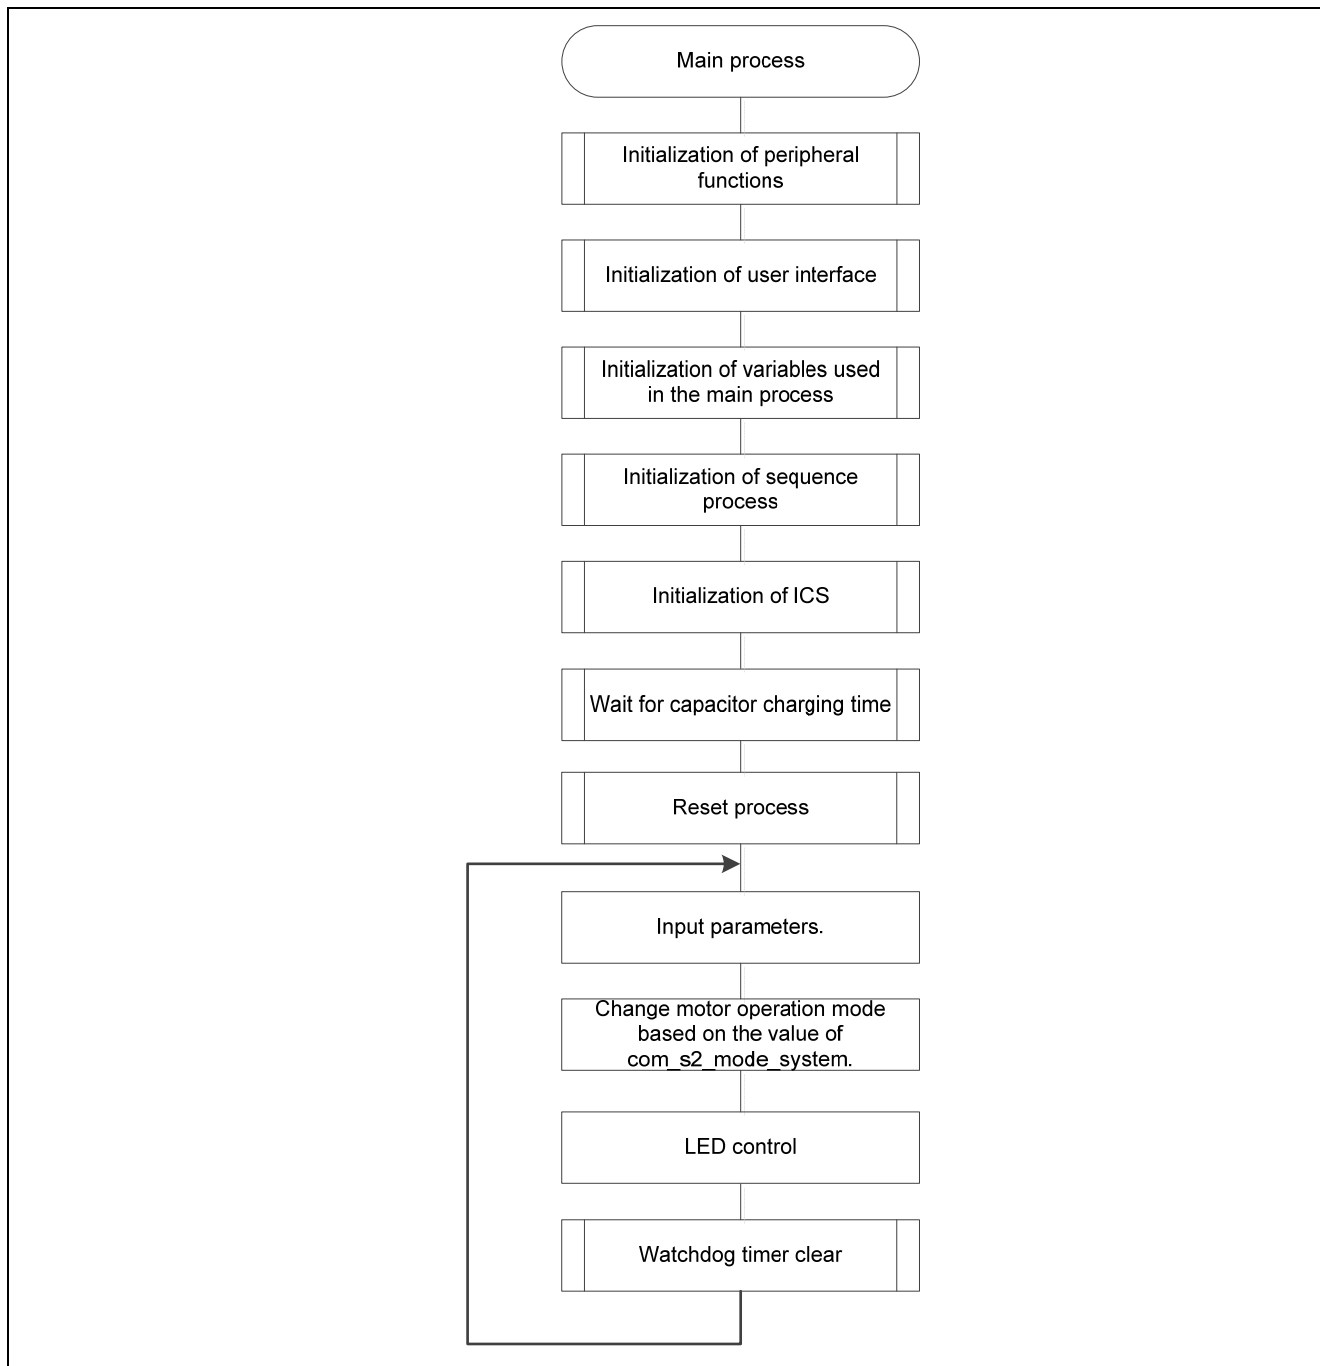 Main process
Initialization of peripheral
functions
Initialization of user interface
Initialization of variables used
in the main process
Initialization of sequence
process
Initialization of ICS
Wait for capacitor charging time
Reset process
Input parameters.
Change motor operation mode
based on the value of
com_s2_mode_system.
LED control
Watchdog timer clear